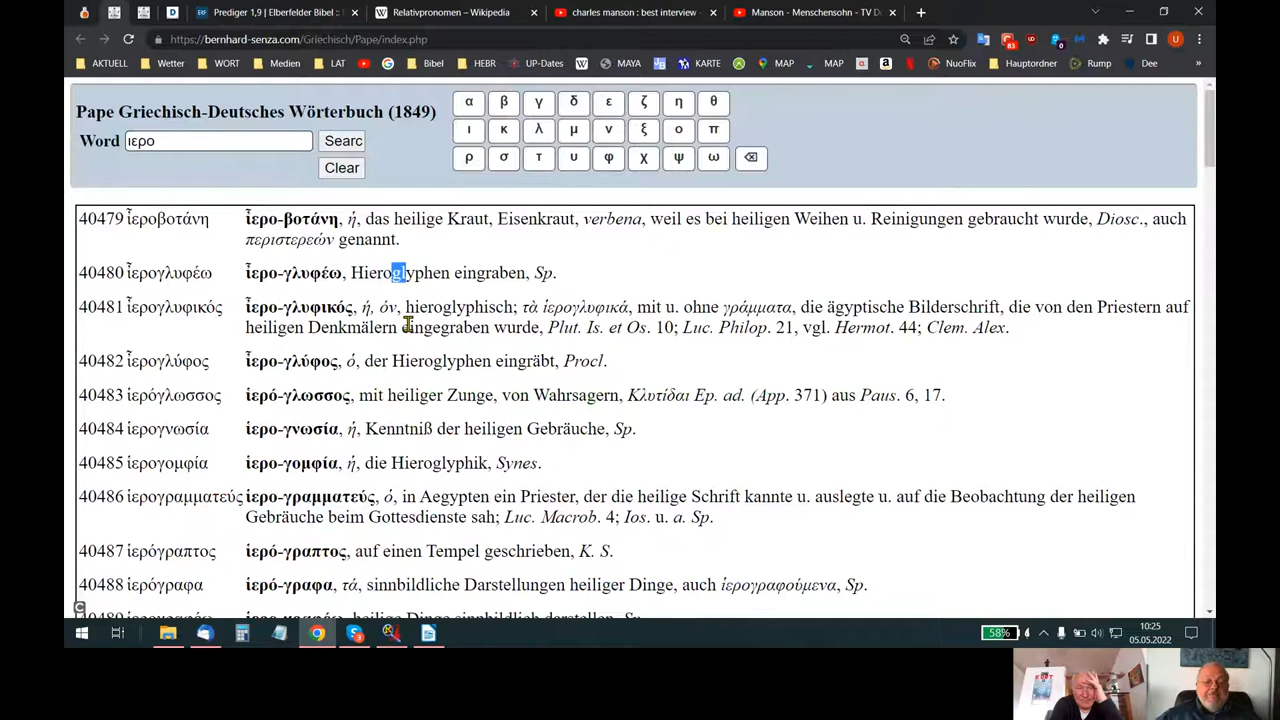 Prediger 1,9 | Elberfelder Bibel ::
Relativpronomen – Wikipedia
charles manson : best interview -
Manson - Menschensohn - TV D
https://bernhard-senza.com/Griechisch/Pape/index.php
83
0
U
AKTUELL
Wetter
WORT
Medien
LAT
Bibel
HEBR
UP-Dates
MAYA
KARTE
MAP
MAP
NuoFlix
Hauptordner
Rump
Dee
Pape Griechisch-Deutsches Wörterbuch (1849)
Word ιερο Searc
Clear
α β γ δ ε ζ η θ
ι κ λ μ ν ξ ο π
ρ σ τ υ φ χ ψ ω
40479 ἱεροβοτάνη ἱερο-βοτάνη, ἡ, das heilige Kraut, Eisenkraut, verbena, weil es bei heiligen Weihen u. Reinigungen gebraucht wurde, Diosc., auch
περιστερεών genannt.
40480 ἱερογλυφέω ἱερο-γλυφέω, Hieroglyphen eingraben, Sp.
40481 ἱερογλυφικός ἱερο-γλυφικός, ή, όν, hieroglyphisch; τὰ ἱερογλυφικά, mit u. ohne γράμματα, die ägyptische Bilderschrift, die von den Priestern auf
heiligen Denkmälern eingegraben wurde, Plut. Is. et Os. 10; Luc. Philop. 21, vgl. Hermot. 44; Clem. Alex.
40482 ἱερογλύφος ἱερο-γλύφος, ὁ, der Hieroglyphen eingräbt, Procl.
40483 ἱερόγλωσσος ἱερό-γλωσσος, mit heiliger Zunge, von Wahrsagern, Κλυτίδαι Ep. ad. (App. 371) aus Paus. 6, 17.
40484 ἱερογνωσία ἱερο-γνωσία, ἡ, Kenntniß der heiligen Gebräuche, Sp.
40485 ἱερογομφία ἱερο-γομφία, ἡ, die Hieroglyphik, Synes.
40486 ἱερογραμματεύς ἱερο-γραμματεύς, ὁ, in Aegypten ein Priester, der die heilige Schrift kannte u. auslegte u. auf die Beobachtung der heiligen
Gebräuche beim Gottesdienste sah; Luc. Macrob. 4; Ios. u. a. Sp.
40487 ἱερόγραπτος ἱερό-γραπτος, auf einen Tempel geschrieben, K. S.
40488 ἱερόγραφα ἱερό-γραφα, τά, sinnbildliche Darstellungen heiliger Dinge, auch ἱερογραφούμενα, Sp.
58%
10:25
05.05.2022